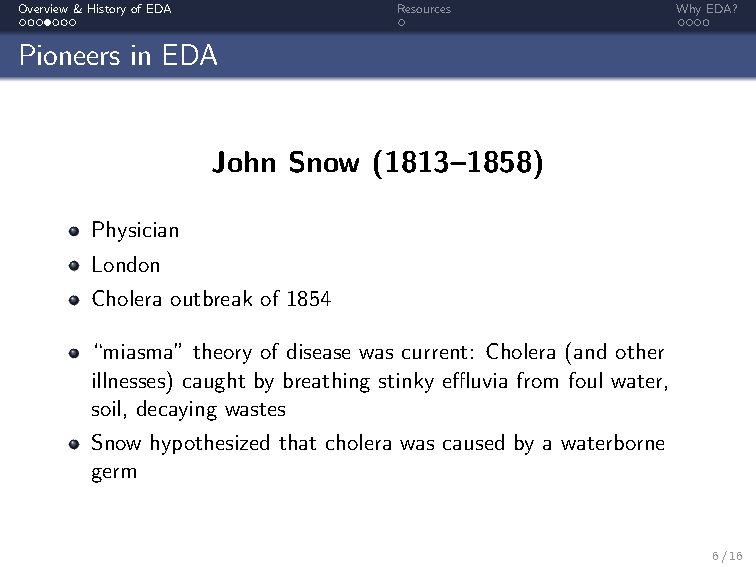 Overview & History of EDA
Resources
Why EDA?
Pioneers in EDA
John Snow (1813–1858)
Physician
London
Cholera outbreak of 1854
“miasma” theory of disease was current: Cholera (and other
illnesses) caught by breathing stinky effluvia from foul water,
soil, decaying wastes
Snow hypothesized that cholera was caused by a waterborne
germ
6 / 16